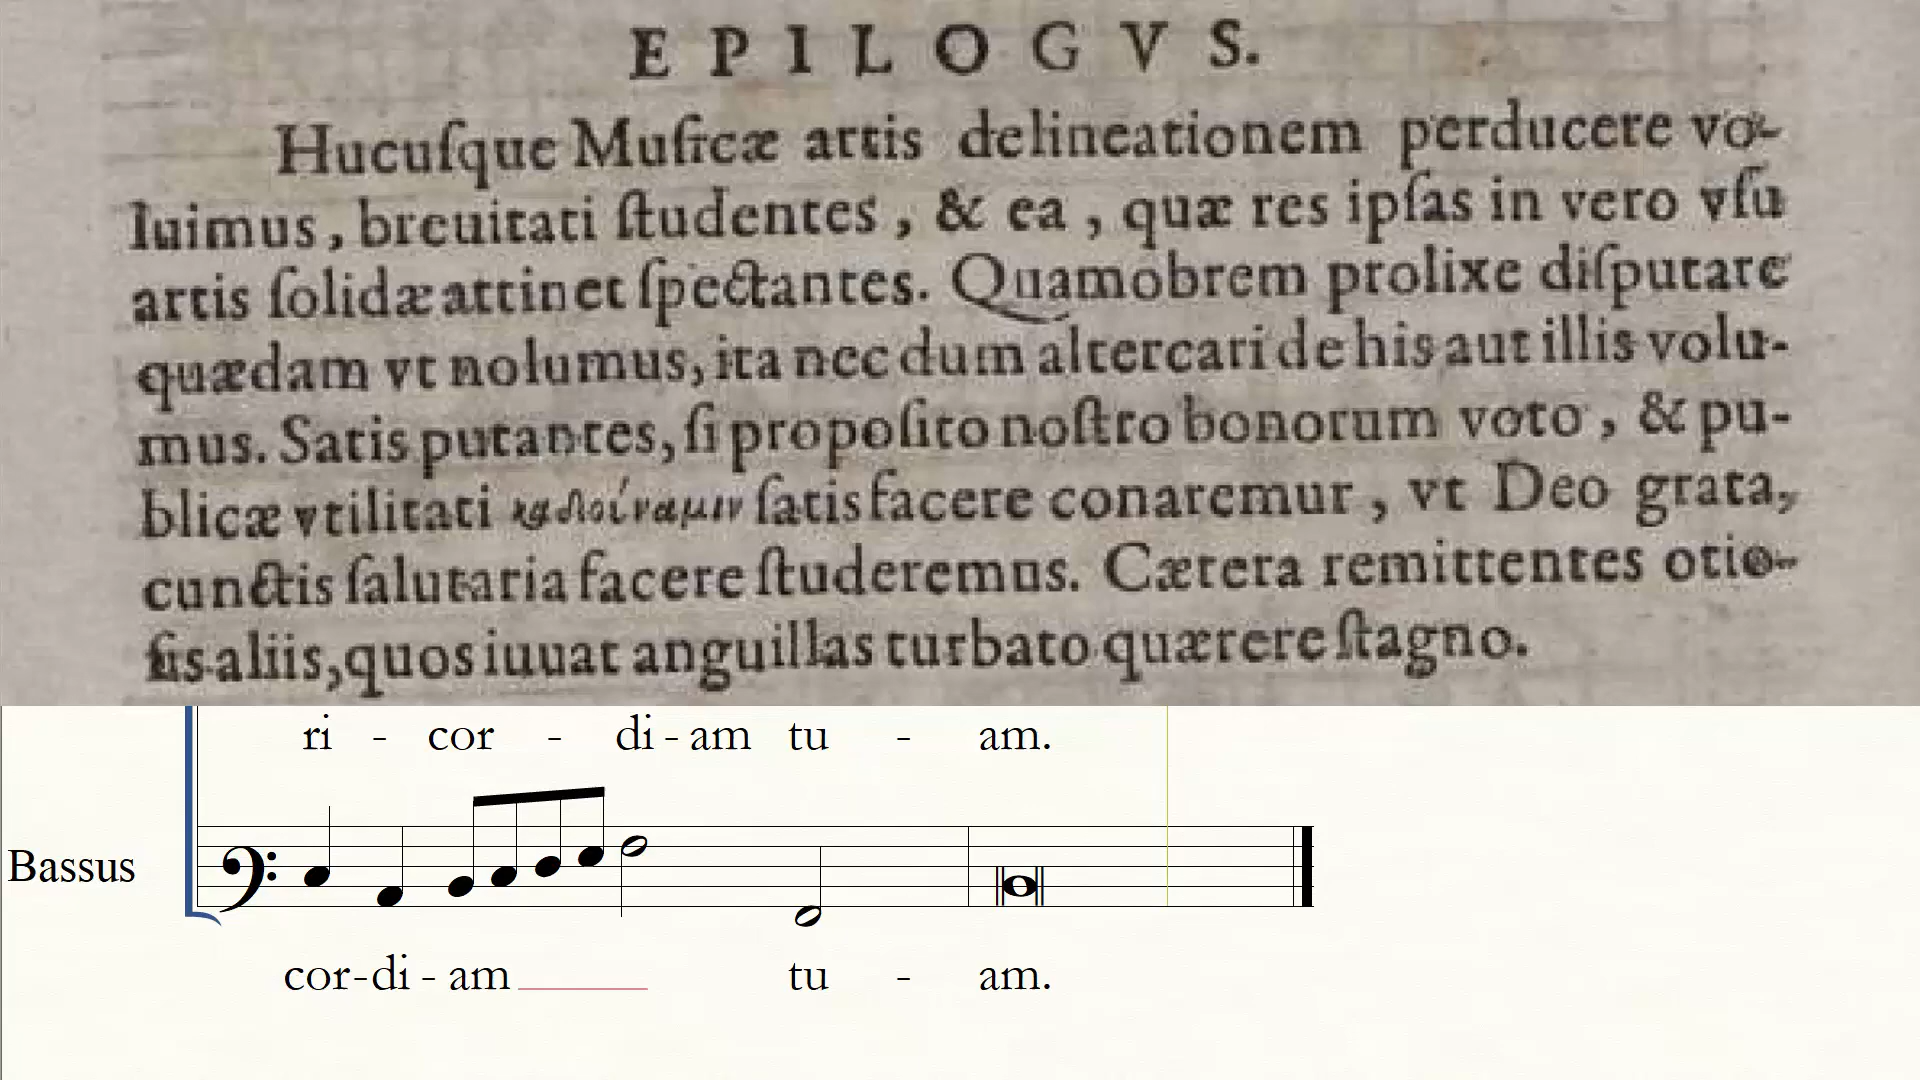 EPILOGVS.
Hucuſque Muſicæ artis delineationem perducere vo-
luimus, breuitati ſtudentes, & ea, quæ res ipſas in vero vſu
artis ſolidæ attinet ſpectantes. Quamobrem prolixe diſputare
quædam vt nolumus, ita nec dum altercari de his aut illis volu-
mus. Satis putantes, ſi propoſito noſtro bonorum voto, & pu-
blicæ vtilitati ſatisfacere conaremur, vt Deo grata,
cunctis ſalutaria facere ſtuderemus. Cætera remittentes otio-
ſis aliis, quos iuuat anguillas turbato quærere ſtagno.
ri - cor - di - am tu - am.
Bassus
cor-di - am tu - am.